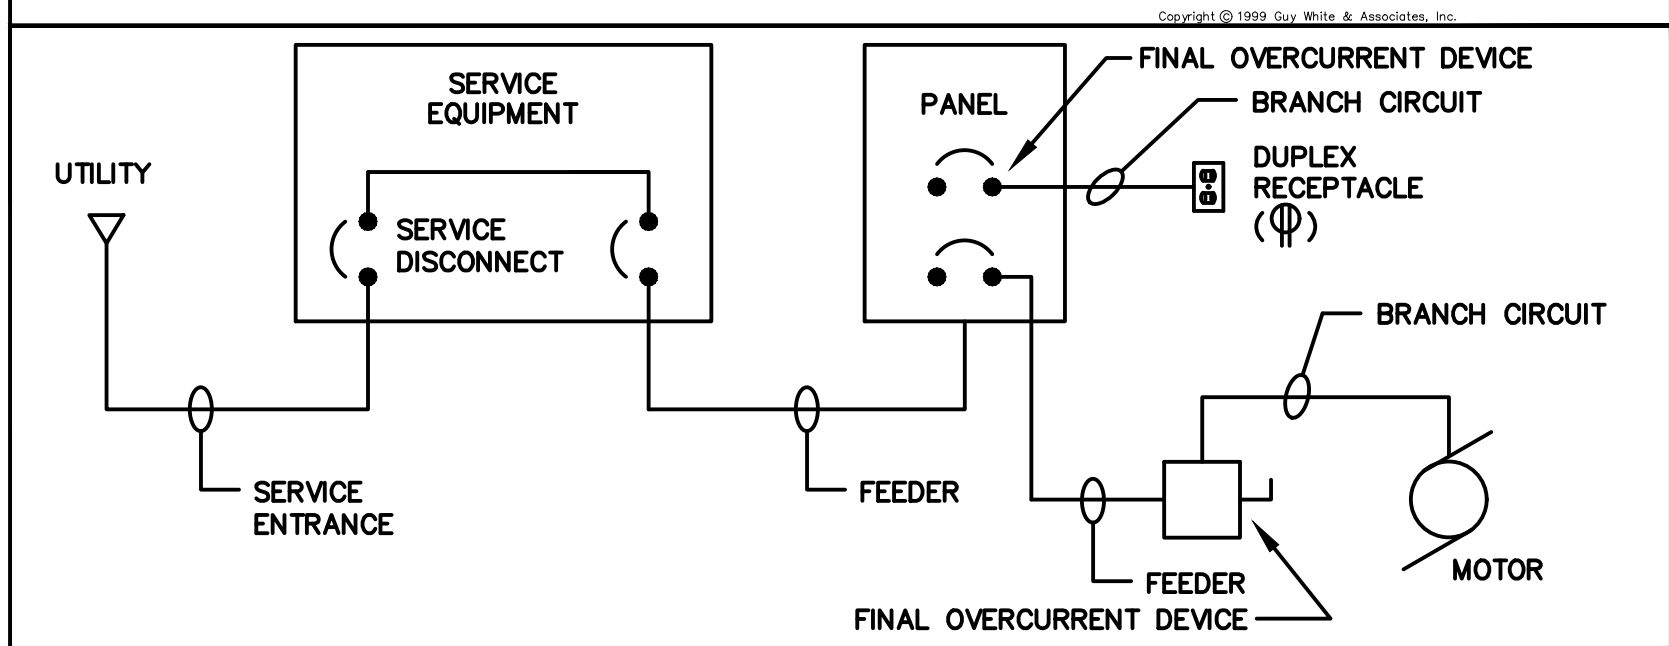 Copyright © 1999 Guy White & Associates, Inc.
SERVICE
EQUIPMENT
UTILITY
SERVICE
DISCONNECT
SERVICE
ENTRANCE
FEEDER
PANEL
FINAL OVERCURRENT DEVICE
BRANCH CIRCUIT
DUPLEX
RECEPTACLE
BRANCH CIRCUIT
MOTOR
FEEDER
FINAL OVERCURRENT DEVICE